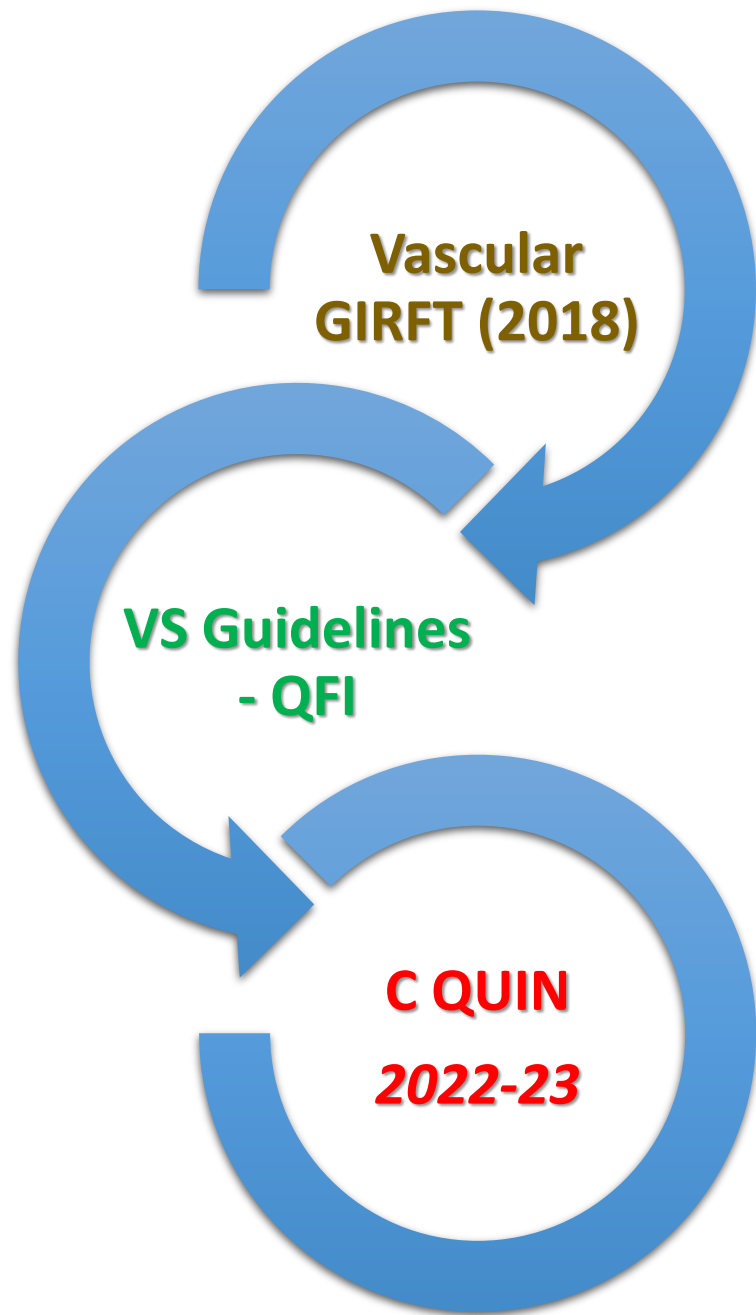 Vascular
GIRFT (2018)
VS Guidelines
- QFI
C QUIN
2022-23